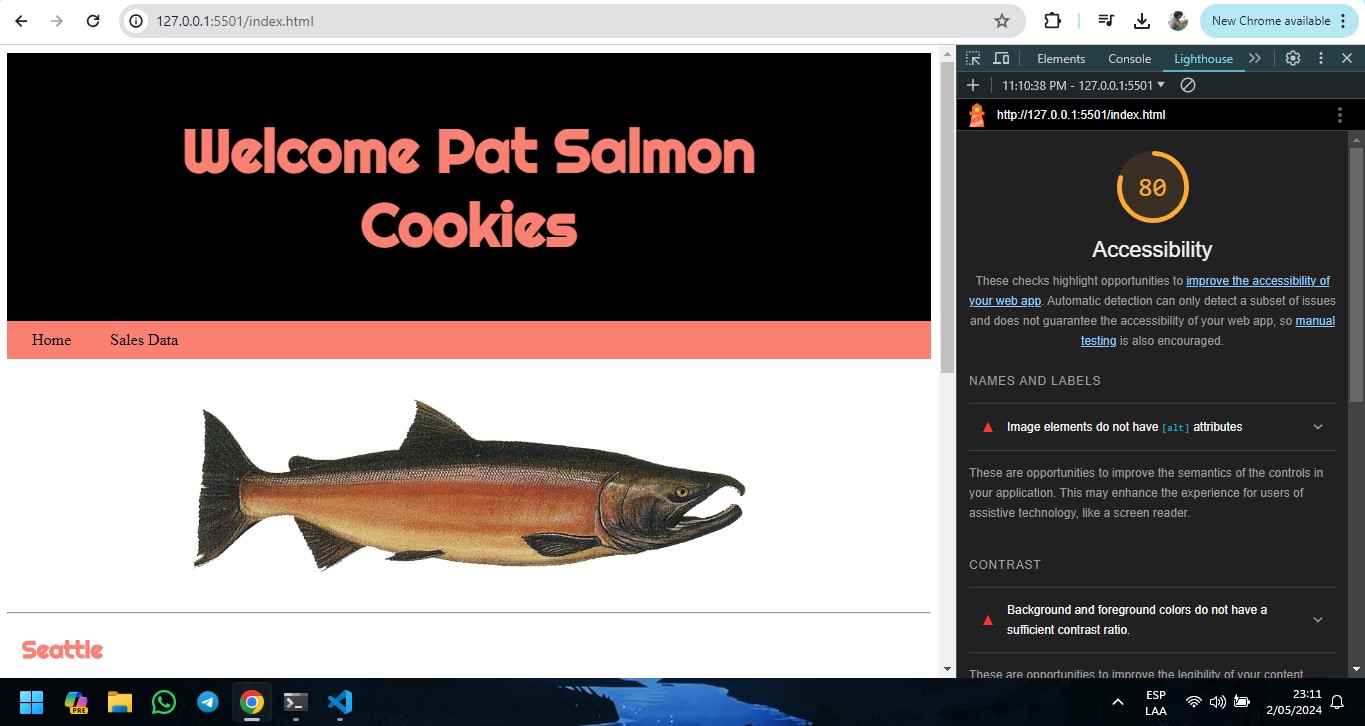 127.0.0.1:5501/index.html
New Chrome available
Welcome Pat Salmon
Cookies
Home Sales Data
Seattle
Elements Console Lighthouse
11:10:38 PM - 127.0.0.1:5501
http://127.0.0.1:5501/index.html
80
Accessibility
These checks highlight opportunities to improve the accessibility of
your web app. Automatic detection can only detect a subset of issues
and does not guarantee the accessibility of your web app, so manual
testing is also encouraged.
NAMES AND LABELS
Image elements do not have [alt] attributes
These are opportunities to improve the semantics of the controls in
your application. This may enhance the experience for users of
assistive technology, like a screen reader.
CONTRAST
Background and foreground colors do not have a
sufficient contrast ratio.
These are opportunities to improve the legibility of your content.
PRE
ESP
LAA
23:11
2/05/2024